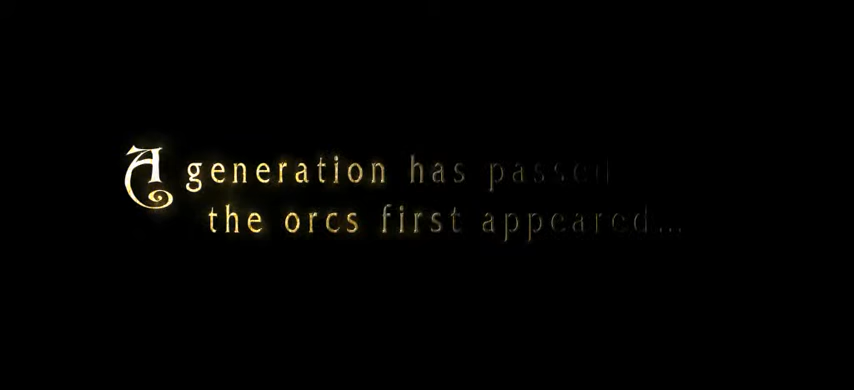 A generation has passed
the orcs first appeared...